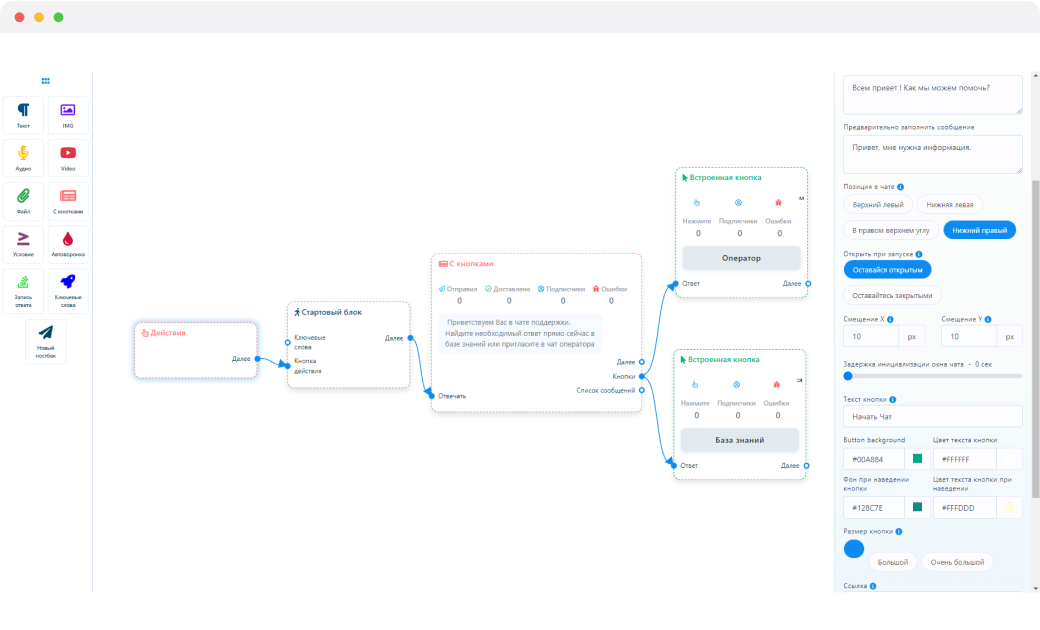 Текст
IMG
Аудио
Video
Файл
С кнопками
Условие
Автоворонка
Запись
ответа
Ключевые
слова
Новый
постбек
Действия
Далее
Стартовый блок
Ключевые
слова
Далее
Кнопка
действия
С кнопками
Отправил
Доставлено
Подписчики
Ошибки
0
0
0
0
Приветствуем Вас в чате поддержки.
Найдите необходимый ответ прямо сейчас в
базе знаний или пригласите в чат оператора
Далее
Кнопки
Список сообщений
Отвечать
Встроенная кнопка
Нажмите
Подписчики
Ошибки
0
0
0
Оператор
Ответ
Далее
Встроенная кнопка
Нажмите
Подписчики
Ошибки
0
0
0
База знаний
Ответ
Далее
Всем привет ! Как мы можем помочь?
Предварительно заполнить сообщение
Привет, мне нужна информация.
Позиция в чате
Верхний левый
Нижняя левая
В правом верхнем углу
Нижний правый
Открыть при запуске
Оставайся открытым
Оставайтесь закрытыми
Смещение X
Смещение Y
10 px
10 px
Задержка инициализации окна чата - 0 сек
Текст кнопки
Начать Чат
Button background
Цвет текста кнопки
#00A884
#FFFFFF
Фон при наведении
кнопки
Цвет текста кнопки при
наведении
#128C7E
#FFFDDD
Размер кнопки
Большой
Очень большой
Ссылка